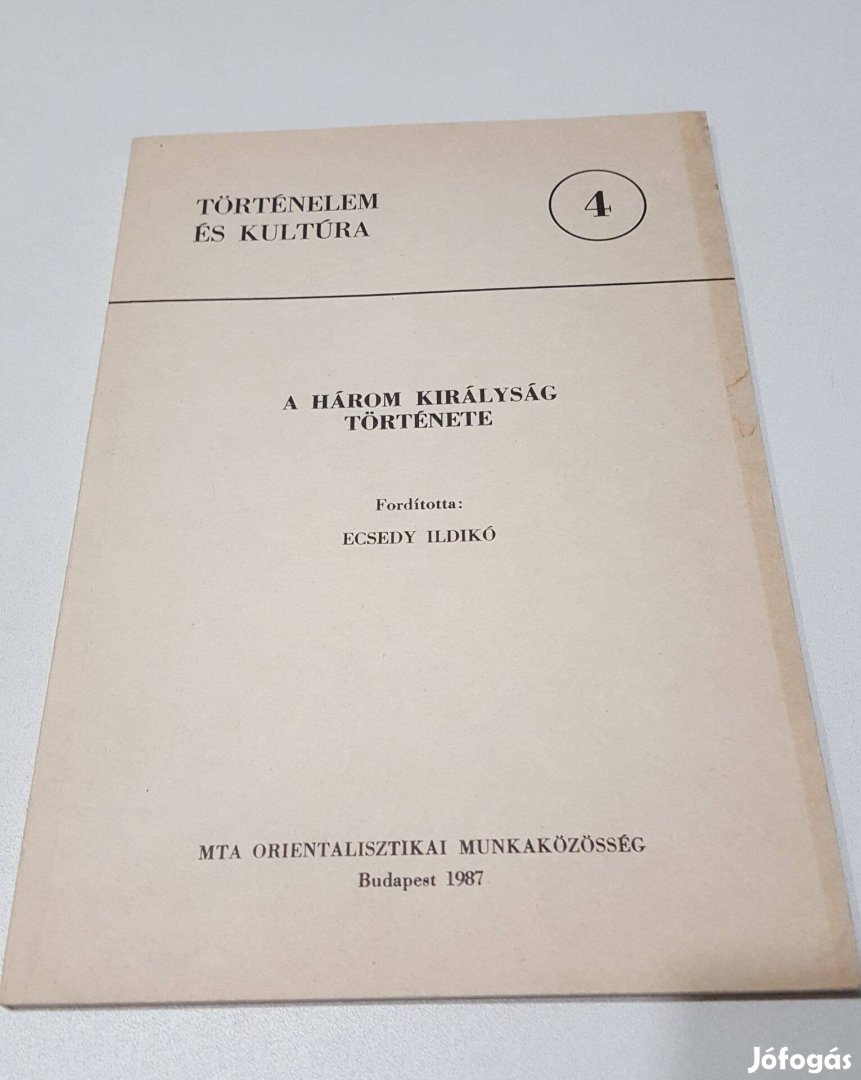 TÖRTÉNELEM
ÉS KULTÚRA
4
A HÁROM KIRÁLYSÁG
TÖRTÉNETE
Fordította:
ECSEDY ILDIKÓ
MTA ORIENTALISZTIKAI MUNKAKÖZÖSSÉG
Budapest 1987
Jófogás